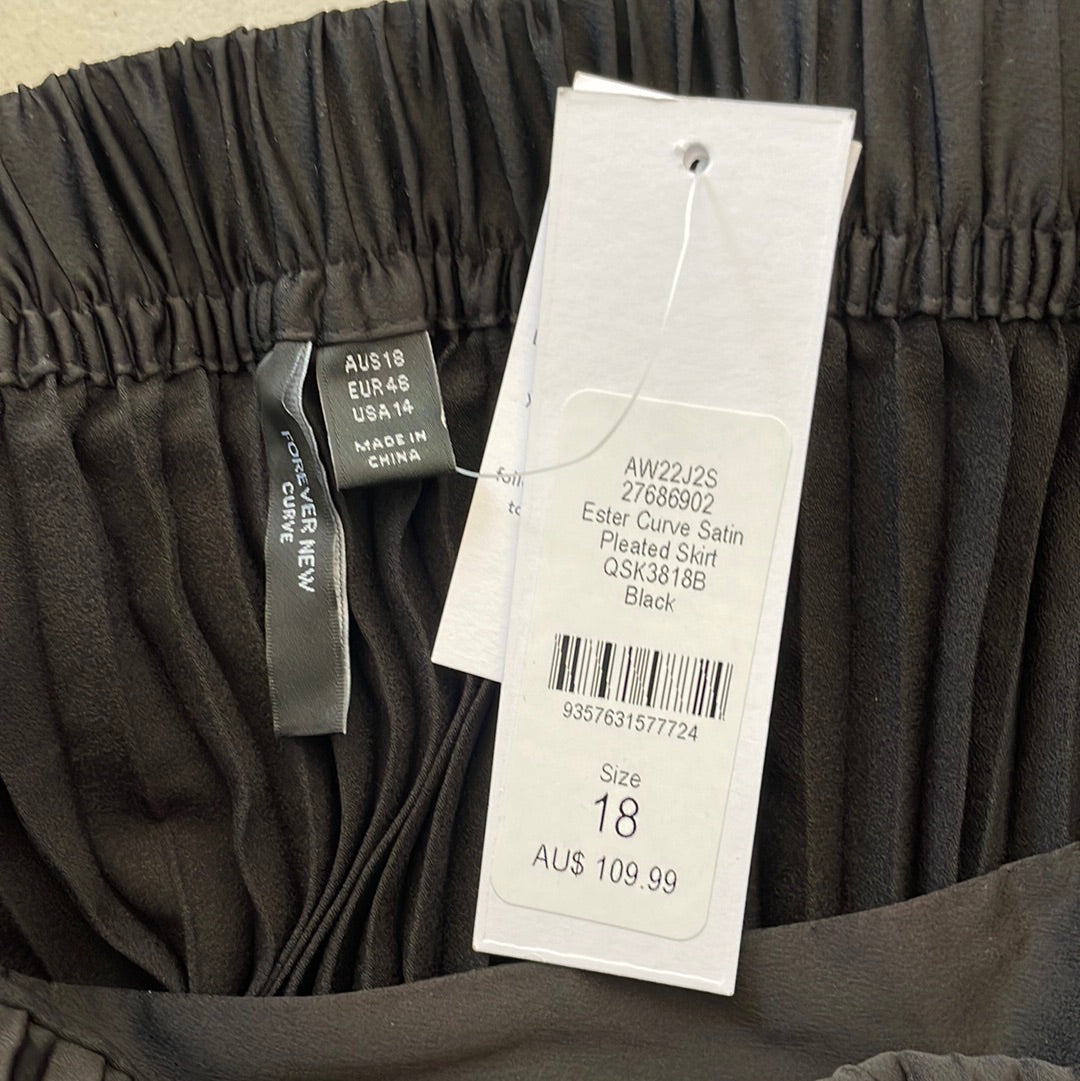 AUS18
EUR46
USA14
MADE IN
CHINA
FOREVER NEW
CURVE
AW22J2S
27686902
Ester Curve Satin
Pleated Skirt
QSK3818B
Black
9357631577724
Size
18
AU$ 109.99